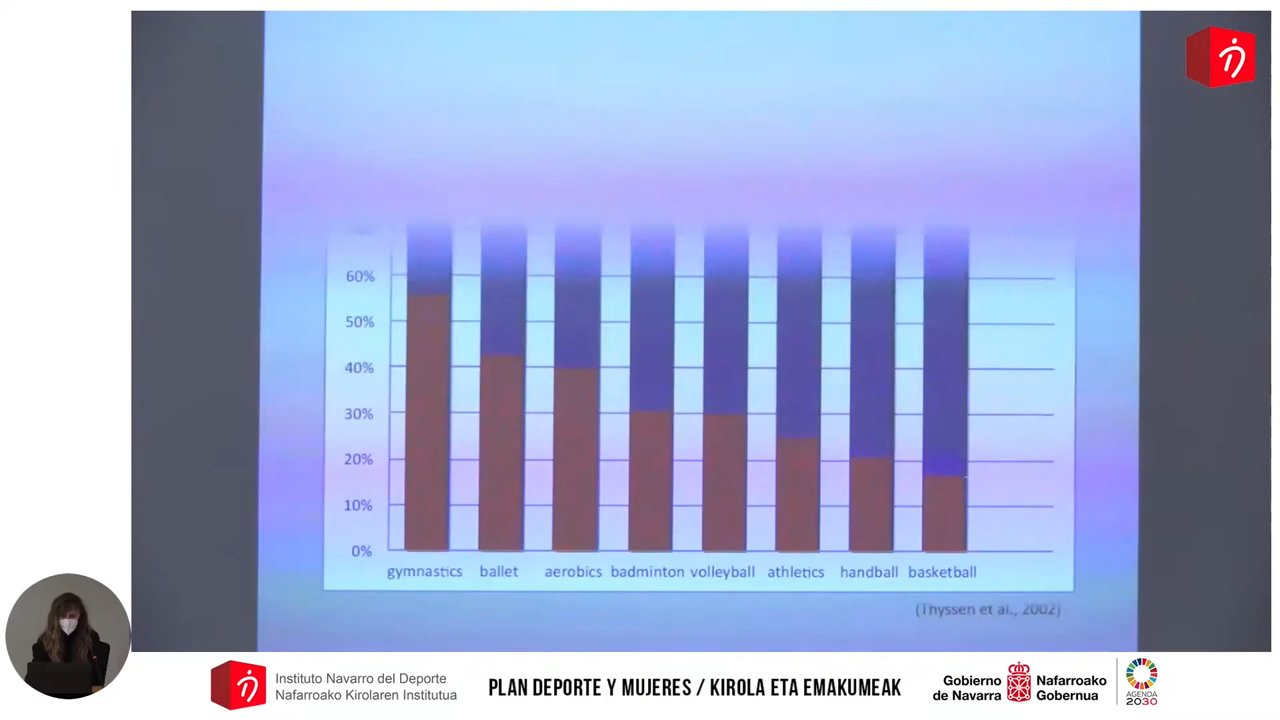 60%
50%
40%
30%
20%
10%
0%
gymnastics ballet aerobics badminton volleyball athletics handball basketball
(Thyssen et al., 2002)
Instituto Navarro del Deporte
Nafarroako Kirolaren Institutua
PLAN DEPORTE Y MUJERES / KIROLA ETA EMAKUMEAK
Gobierno
de Navarra
Nafarroako
Gobernua
AGENDA
2030